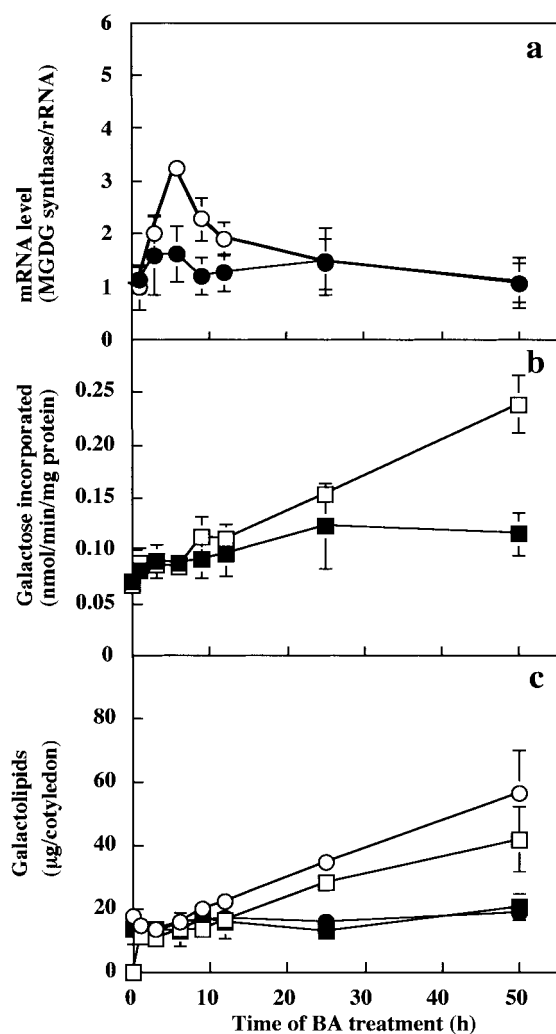 a
6
5
4
3
2
1
0
mRNA level
(MGDG synthase/rRNA)
b
0.25
0.20
0.15
0.10
0.05
0
Galactose incorporated
(nmol/min/mg protein)
c
80
60
40
20
0
Galactolipids
(µg/cotyledon)
0 10 20 30 40 50
Time of BA treatment (h)